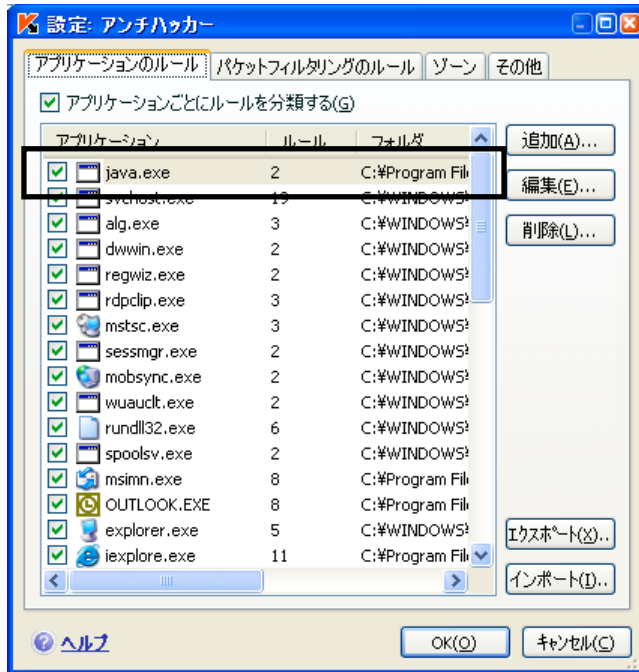 設定: アンチハッカー
アプリケーションのルール パケットフィルタリングのルール ゾーン その他
アプリケーションごとにルールを分類する(G)
アプリケーション ルール フォルダ
追加(A)...
java.exe 2 C:¥Program Fil
編集(E)...
svchost.exe 19 C:¥WINDOWS¥
alg.exe 3 C:¥WINDOWS¥
削除(L)...
dwwin.exe 2 C:¥WINDOWS¥
regwiz.exe 2 C:¥WINDOWS¥
rdpclip.exe 3 C:¥WINDOWS¥
mstsc.exe 3 C:¥WINDOWS¥
sessmgr.exe 2 C:¥WINDOWS¥
mobsync.exe 2 C:¥WINDOWS¥
wuauclt.exe 2 C:¥WINDOWS¥
rundll32.exe 6 C:¥WINDOWS¥
spoolsv.exe 2 C:¥WINDOWS¥
msimn.exe 8 C:¥Program Fil
OUTLOOK.EXE 8 C:¥Program Fil
explorer.exe 5 C:¥WINDOWS¥
エクスポート(X)..
iexplore.exe 11 C:¥Program Fil
インポート(I)..
ヘルプ
OK(O) キャンセル(C)